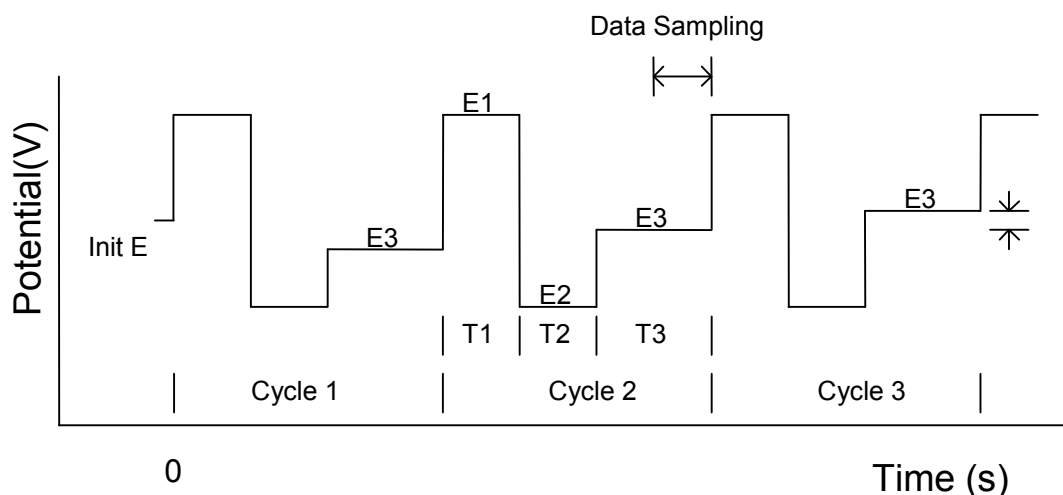 Data Sampling
E1
E3
E3
E3
Init E
E2
T1 T2 T3
Cycle 1 Cycle 2 Cycle 3
0
Time (s)
Potential(V)